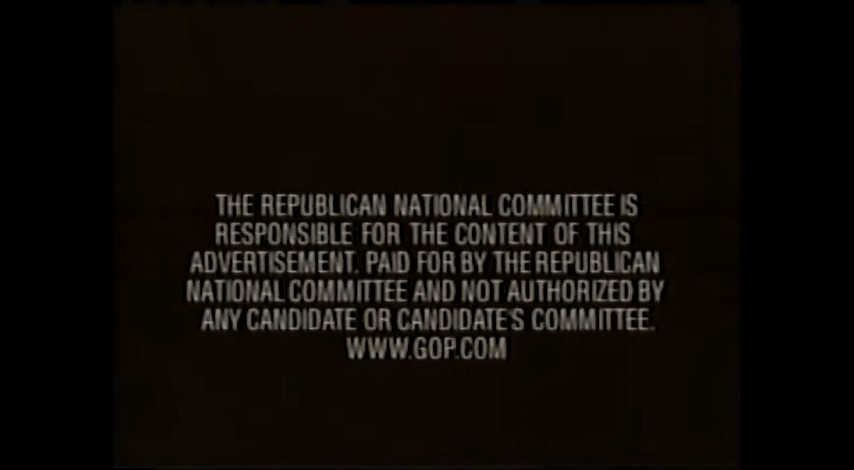 THE REPUBLICAN NATIONAL COMMITTEE IS
RESPONSIBLE FOR THE CONTENT OF THIS
ADVERTISEMENT. PAID FOR BY THE REPUBLICAN
NATIONAL COMMITTEE AND NOT AUTHORIZED BY
ANY CANDIDATE OR CANDIDATE'S COMMITTEE.
WWW.GOP.COM